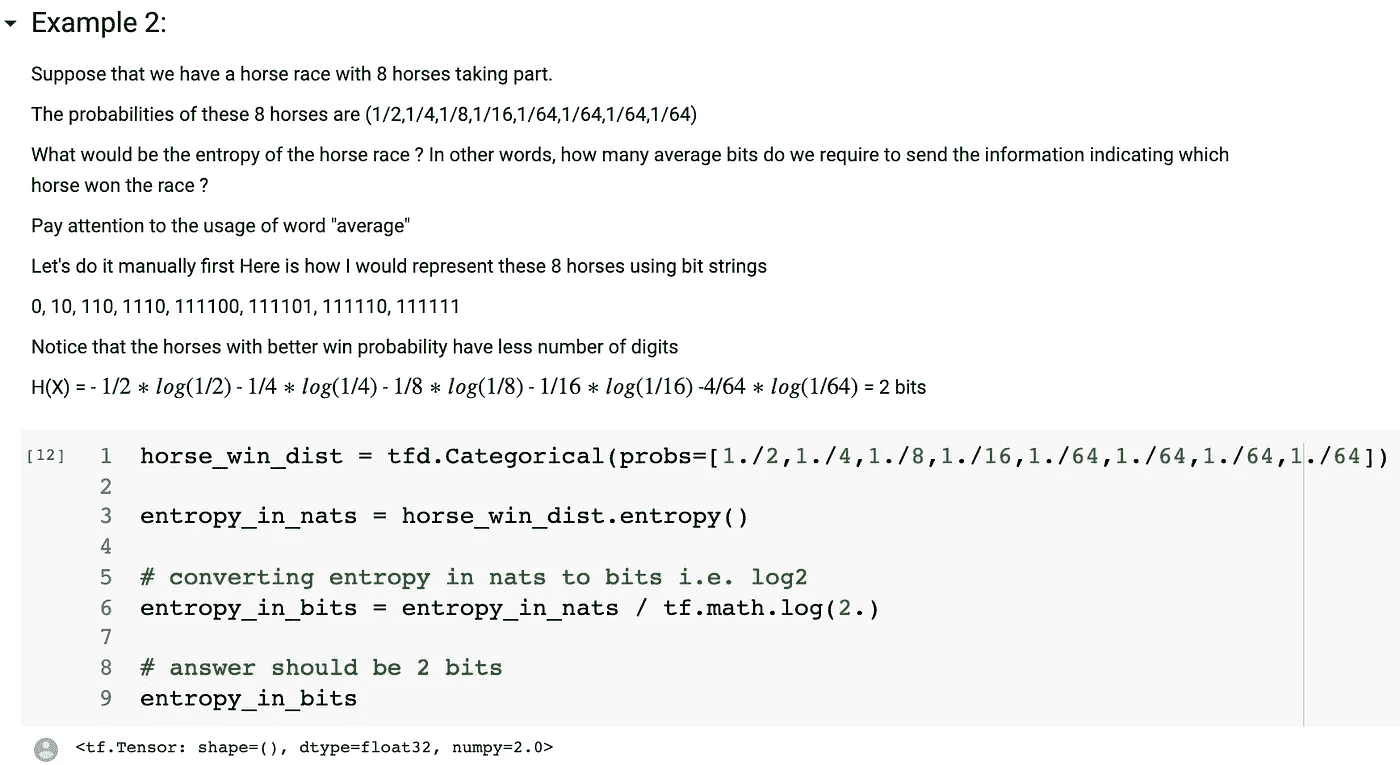 Example 2:
Suppose that we have a horse race with 8 horses taking part.
The probabilities of these 8 horses are (1/2,1/4,1/8,1/16,1/64,1/64,1/64,1/64)
What would be the entropy of the horse race ? In other words, how many average bits do we require to send the information indicating which
horse won the race ?
Pay attention to the usage of word "average"
Let's do it manually first Here is how I would represent these 8 horses using bit strings
0, 10, 110, 1110, 111100, 111101, 111110, 111111
Notice that the horses with better win probability have less number of digits
H(X) = - 1/2 ∗ log(1/2) - 1/4 ∗ log(1/4) - 1/8 ∗ log(1/8) - 1/16 ∗ log(1/16) -4/64 ∗ log(1/64) = 2 bits
[12] 1 horse_win_dist = tfd.Categorical(probs=[1./2,1./4,1./8,1./16,1./64,1./64,1./64,1./64])
2
3 entropy_in_nats = horse_win_dist.entropy()
4
5 # converting entropy in nats to bits i.e. log2
6 entropy_in_bits = entropy_in_nats / tf.math.log(2.)
7
8 # answer should be 2 bits
9 entropy_in_bits
<tf.Tensor: shape=(), dtype=float32, numpy=2.0>